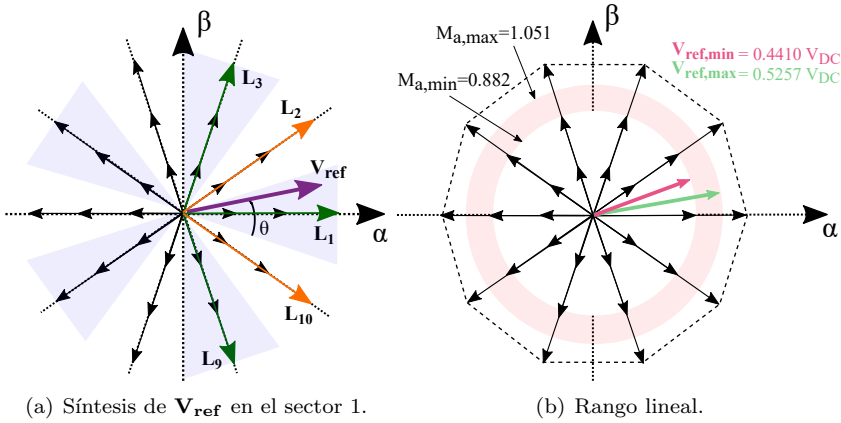 β
L3
L2
Vref
α
θ
L1
L10
L9
(a) Síntesis de Vref en el sector 1.
β
Ma,max=1.051
Ma,min=0.882
Vref,min = 0.4410 VDC
Vref,max = 0.5257 VDC
α
(b) Rango lineal.